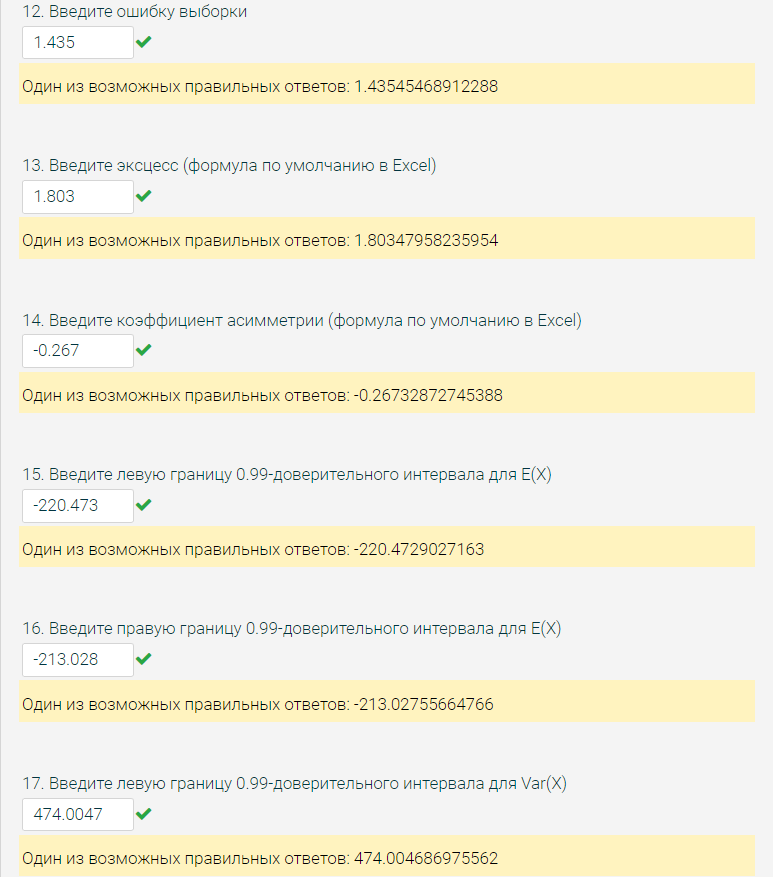 12. Введите ошибку выборки
1.435
Один из возможных правильных ответов: 1.43545468912288
13. Введите эксцесс (формула по умолчанию в Excel)
1.803
Один из возможных правильных ответов: 1.80347958235954
14. Введите коэффициент асимметрии (формула по умолчанию в Excel)
-0.267
Один из возможных правильных ответов: -0.26732872745388
15. Введите левую границу 0.99-доверительного интервала для E(X)
-220.473
Один из возможных правильных ответов: -220.4729027163
16. Введите правую границу 0.99-доверительного интервала для E(X)
-213.028
Один из возможных правильных ответов: -213.02755664766
17. Введите левую границу 0.99-доверительного интервала для Var(X)
474.0047
Один из возможных правильных ответов: 474.004686975562